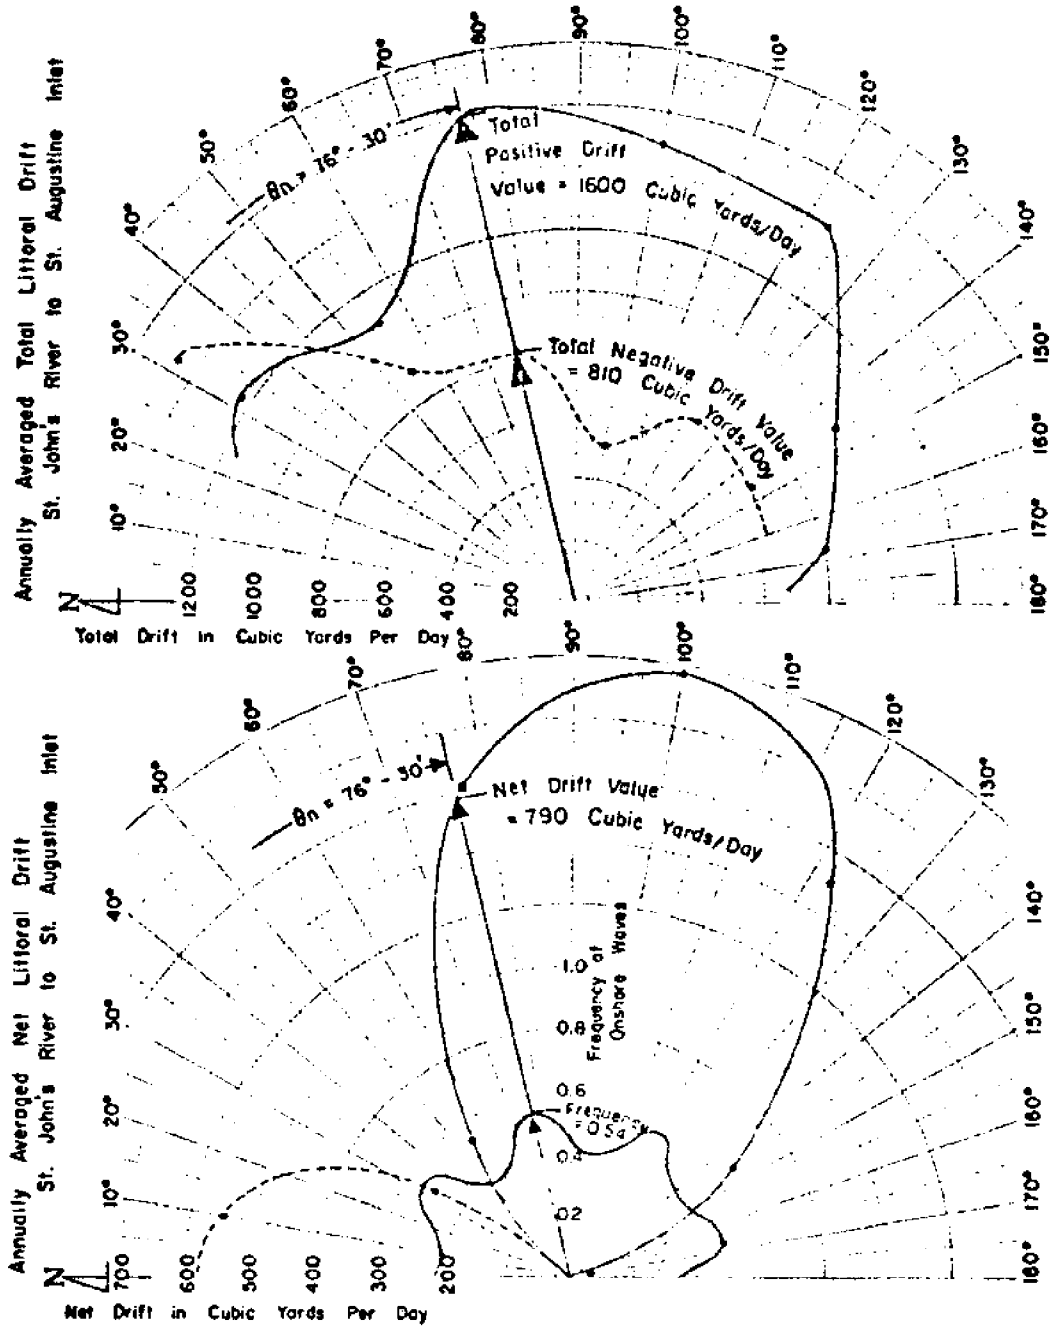 Annually Averaged Total Littoral Drift
St. John's River to St. Augustine Inlet
N
10°
20°
30°
40°
50°
60°
70°
80°
90°
100°
110°
120°
130°
140°
150°
160°
170°
180°
θn = 76° - 30'
Total
Positive Drift
Value = 1600 Cubic Yards/Day
Total Negative Drift Value
= 810 Cubic Yards/Day
1200
1000
800
600
400
200
Total Drift in Cubic Yards Per Day
Annually Averaged Net Littoral Drift
St. John's River to St. Augustine Inlet
N
10°
20°
30°
40°
50°
60°
70°
80°
90°
100°
110°
120°
130°
140°
150°
160°
170°
180°
θn = 76° - 30'
Net Drift Value
= 790 Cubic Yards/Day
Frequency of
Onshore Waves
1.0
0.8
0.6
Frequency
= 0.54
0.4
0.2
700
600
500
400
300
200
Net Drift in Cubic Yards Per Day